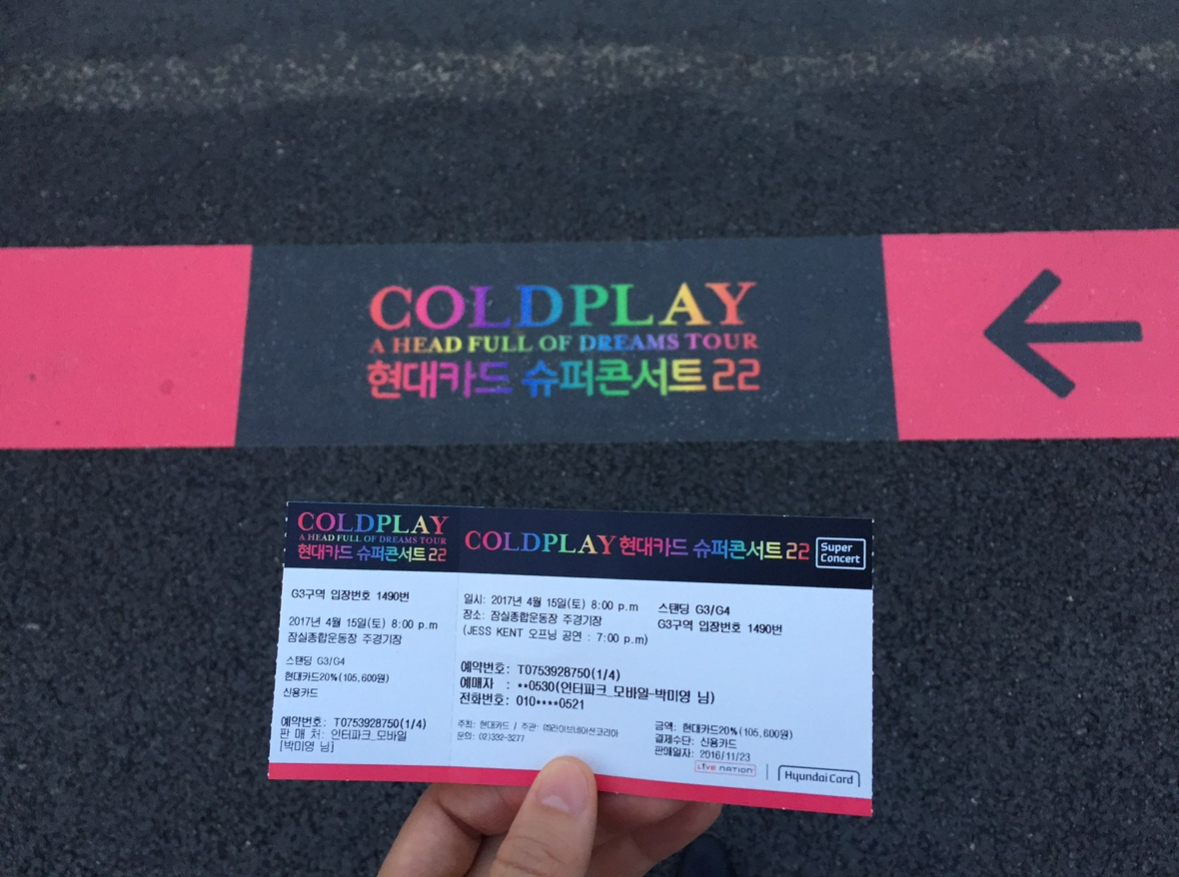 COLDPLAY
A HEAD FULL OF DREAMS TOUR
현대카드 슈퍼콘서트 22
COLDPLAY
A HEAD FULL OF DREAMS TOUR
현대카드 슈퍼콘서트 22
G3구역 입장번호 1490번
2017년 4월 15일(토) 8:00 p.m
잠실종합운동장 주경기장
스탠딩 G3/G4
현대카드20%(105,600원)
신용카드
예약번호: T0753928750(1/4)
판 매 처: 인터파크_모바일
[박미영 님]
COLDPLAY 현대카드 슈퍼콘서트 22
Super
Concert
일시: 2017년 4월 15일(토) 8:00 p.m
장소: 잠실종합운동장 주경기장
(JESS KENT 오프닝 공연 : 7:00 p.m)
스탠딩 G3/G4
G3구역 입장번호 1490번
예약번호: T0753928750(1/4)
예매자 : **0530(인터파크_모바일-박미영 님)
전화번호: 010****0521
주최: 현대카드 / 주관: ㈜라이브네이션코리아
문의: 02)332-3277
금액: 현대카드20%(105,600원)
결제수단: 신용카드
판매일자: 2016/11/23
LIVE NATION
HyundaiCard